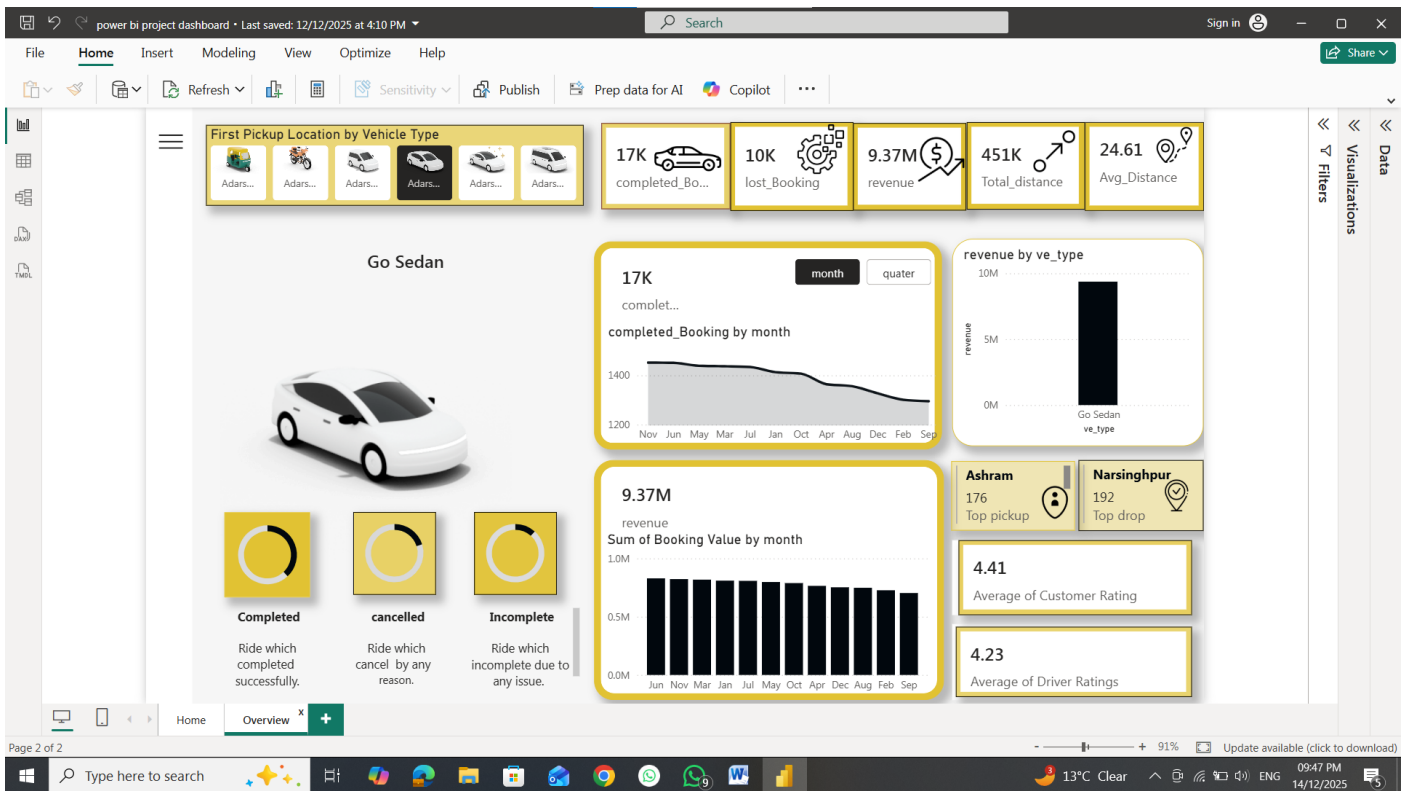 power bi project dashboard • Last saved: 12/12/2025 at 4:10 PM
Search
Sign in
File Home Insert Modeling View Optimize Help
Share
Refresh Sensitivity Publish Prep data for AI Copilot ...
First Pickup Location by Vehicle Type
Adars... Adars... Adars... Adars... Adars... Adars...
17K
completed_Bo...
10K
lost_Booking
9.37M
revenue
451K
Total_distance
24.61
Avg_Distance
Filters
Visualizations
Data
DAX
TMDL
Go Sedan
17K
complet...
month quater
completed_Booking by month
1400
1200
Nov Jun May Mar Jul Jan Oct Apr Aug Dec Feb Sep
revenue by ve_type
10M
5M
0M
revenue
Go Sedan
ve_type
9.37M
revenue
Sum of Booking Value by month
1.0M
0.5M
0.0M
Jun Nov Mar Jan Jul May Oct Apr Dec Aug Feb Sep
Ashram
176
Top pickup
Narsinghpur
192
Top drop
4.41
Average of Customer Rating
4.23
Average of Driver Ratings
Completed
Ride which
completed
successfully.
cancelled
Ride which
cancel by any
reason.
Incomplete
Ride which
incomplete due to
any issue.
Home Overview x +
Page 2 of 2
- + 91% Update available (click to download)
Type here to search
9
3
13°C Clear
ENG
09:47 PM
14/12/2025
5